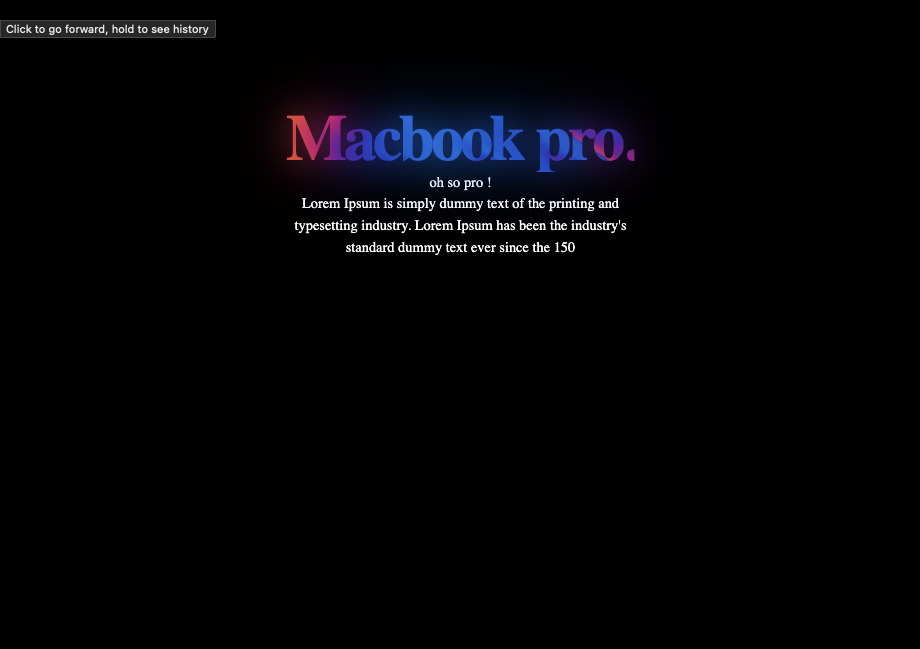 Click to go forward, hold to see history
Macbook pro.
oh so pro !
Lorem Ipsum is simply dummy text of the printing and
typesetting industry. Lorem Ipsum has been the industry's
standard dummy text ever since the 150